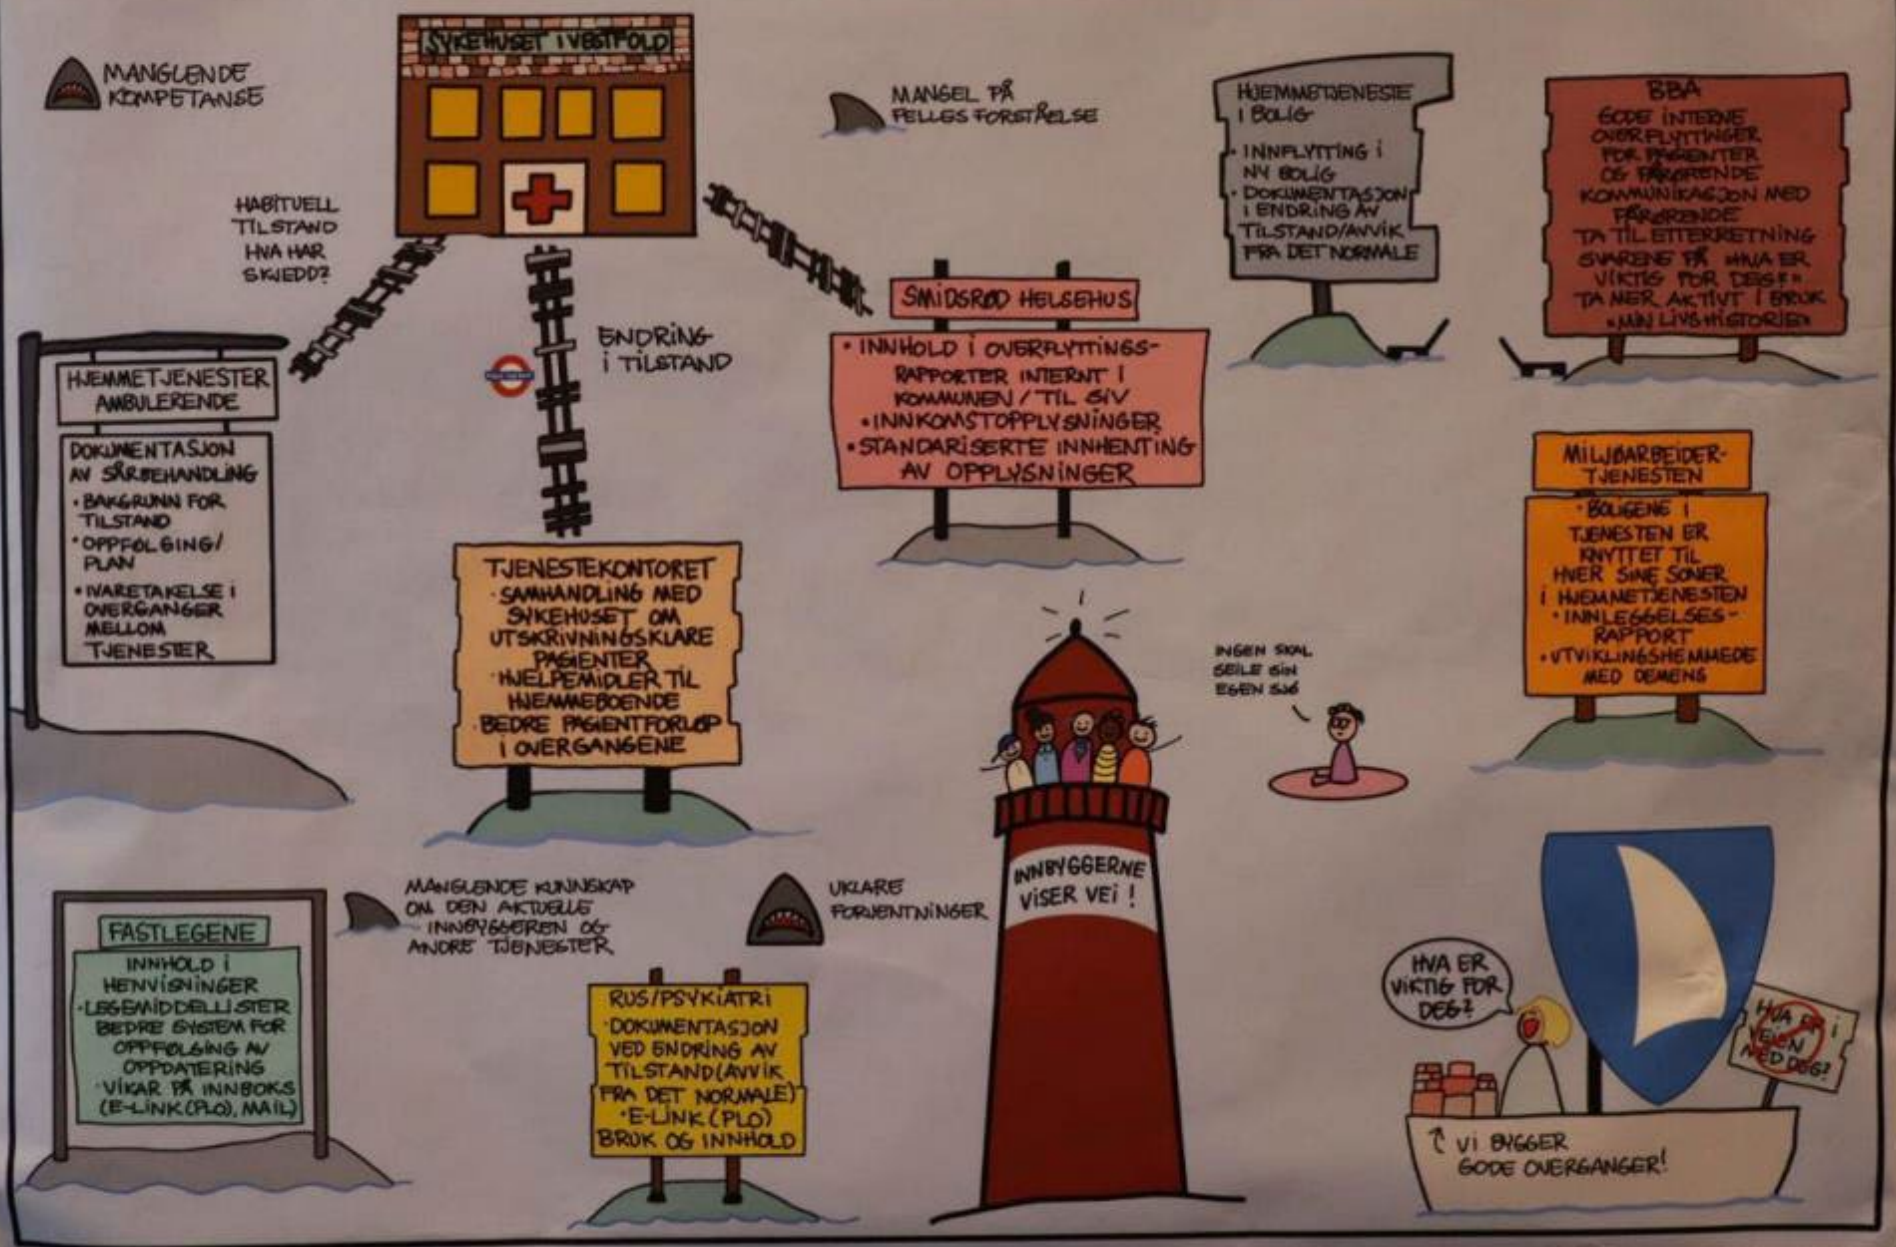 SYKEHUSET I VESTFOLD
MANGLENDE
KOMPETANSE
MANGEL PÅ
FELLES FORSTÅELSE
HABITUELL
TILSTAND
HVA HAR
SKJEDD?
ENDRING
I TILSTAND
HJEMMETJENESTE
I BOLIG
· INNFLYTTING I
NY BOLIG
· DOKUMENTASJON
I ENDRING AV
TILSTAND/AVVIK
FRA DET NORMALE
BBA
GODE INTERNE
OVERFLYTTINGER
FOR PASIENTER
OG PÅRØRENDE
KOMMUNIKASJON MED
PÅRØRENDE
TA TIL ETTERRETNING
SVARENE PÅ «HVA ER
VIKTIG FOR DEG?»
TA MER AKTIVT I BRUK
«MIN LIVSHISTORIE»
HJEMMETJENESTER
AMBULERENDE
DOKUMENTASJON
AV SÅRBEHANDLING
· BAKGRUNN FOR
TILSTAND
· OPPFØLGING/
PLAN
· IVARETAKELSE I
OVERGANGER
MELLOM
TJENESTER
SMIDSRØD HELSEHUS
· INNHOLD I OVERFLYTTINGS-
RAPPORTER INTERNT I
KOMMUNEN / TIL SIV
· INNKOMSTOPPLYSNINGER
· STANDARISERTE INNHENTING
AV OPPLYSNINGER
TJENESTEKONTORET
· SAMHANDLING MED
SYKEHUSET OM
UTSKRIVNINGSKLARE
PASIENTER
· HJELPEMIDLER TIL
HJEMMEBOENDE
· BEDRE PASIENTFORLØP
I OVERGANGENE
MILJØARBEIDER-
TJENESTEN
· BOLIGENE I
TJENESTEN ER
KNYTTET TIL
HVER SINE SONER
I HJEMMETJENESTEN
· INNLEGGELSES-
RAPPORT
· UTVIKLINGSHEMMEDE
MED DEMENS
INGEN SKAL
SEILE SIN
EGEN SJØ
INNBYGGERNE
VISER VEI!
FASTLEGENE
INNHOLD I
HENVISNINGER
· LEGEMIDDELLISTER
BEDRE SYSTEM FOR
OPPFØLGING AV
OPPDATERING
· VIKAR PÅ INNBOKS
(E-LINK(PLO), MAIL)
MANGLENDE KUNNSKAP
OM DEN AKTUELLE
INNBYGGEREN OG
ANDRE TJENESTER
UKLARE
FORVENTNINGER
RUS/PSYKIATRI
· DOKUMENTASJON
VED ENDRING AV
TILSTAND(AVVIK
FRA DET NORMALE)
· E-LINK (PLO)
BRUK OG INNHOLD
HVA ER
VIKTIG FOR
DEG?
HVA ER I
VEIEN
MED DEG?
VI BYGGER
GODE OVERGANGER!